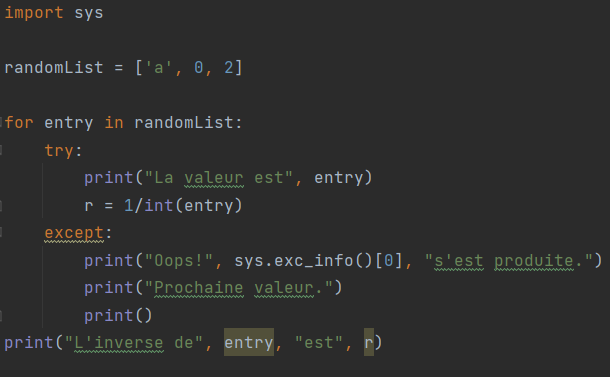 import sys
randomList = ['a', 0, 2]
for entry in randomList:
    try:
        print("La valeur est", entry)
        r = 1/int(entry)
    except:
        print("Oops!", sys.exc_info()[0], "s'est produite.")
        print("Prochaine valeur.")
        print()
print("L'inverse de", entry, "est", r)